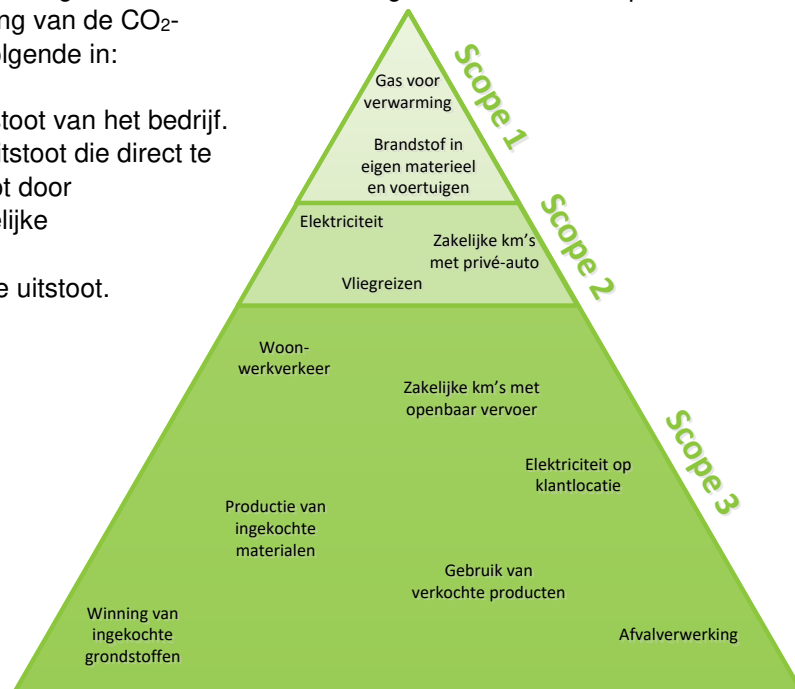 ng van de CO₂-
olgende in:
toot van het bedrijf.
itstoot die direct te
ot door
elijke
e uitstoot.
Scope 1
Gas voor
verwarming
Brandstof in
eigen materieel
en voertuigen
Scope 2
Elektriciteit
Zakelijke km's
met privé-auto
Vliegreizen
Scope 3
Woon-
werkverkeer
Zakelijke km's met
openbaar vervoer
Elektriciteit op
klantlocatie
Productie van
ingekochte
materialen
Gebruik van
verkochte producten
Winning van
ingekochte
grondstoffen
Afvalverwerking